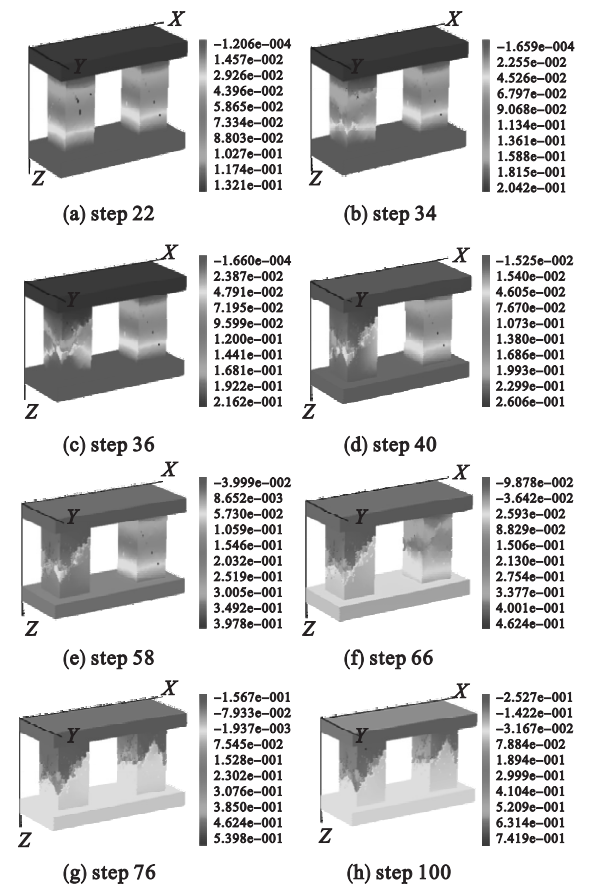 X
Y
Z
−1.206e−004
1.457e−002
2.926e−002
4.396e−002
5.865e−002
7.334e−002
8.803e−002
1.027e−001
1.174e−001
1.321e−001
(a) step 22
X
Y
Z
−1.659e−004
2.255e−002
4.526e−002
6.797e−002
9.068e−002
1.134e−001
1.361e−001
1.588e−001
1.815e−001
2.042e−001
(b) step 34
X
Y
Z
−1.660e−004
2.387e−002
4.791e−002
7.195e−002
9.599e−002
1.200e−001
1.441e−001
1.681e−001
1.922e−001
2.162e−001
(c) step 36
X
Y
Z
−1.525e−002
1.540e−002
4.605e−002
7.670e−002
1.073e−001
1.380e−001
1.686e−001
1.993e−001
2.299e−001
2.606e−001
(d) step 40
X
Y
Z
−3.999e−002
8.652e−003
5.730e−002
1.059e−001
1.546e−001
2.032e−001
2.519e−001
3.005e−001
3.492e−001
3.978e−001
(e) step 58
X
Y
Z
−9.878e−002
−3.642e−002
2.593e−002
8.829e−002
1.506e−001
2.130e−001
2.754e−001
3.377e−001
4.001e−001
4.624e−001
(f) step 66
X
Y
Z
−1.567e−001
−7.933e−002
−1.937e−003
7.545e−002
1.528e−001
2.302e−001
3.076e−001
3.850e−001
4.624e−001
5.398e−001
(g) step 76
X
Y
Z
−2.527e−001
−1.422e−001
−3.167e−002
7.884e−002
1.894e−001
2.999e−001
4.104e−001
5.209e−001
6.314e−001
7.419e−001
(h) step 100